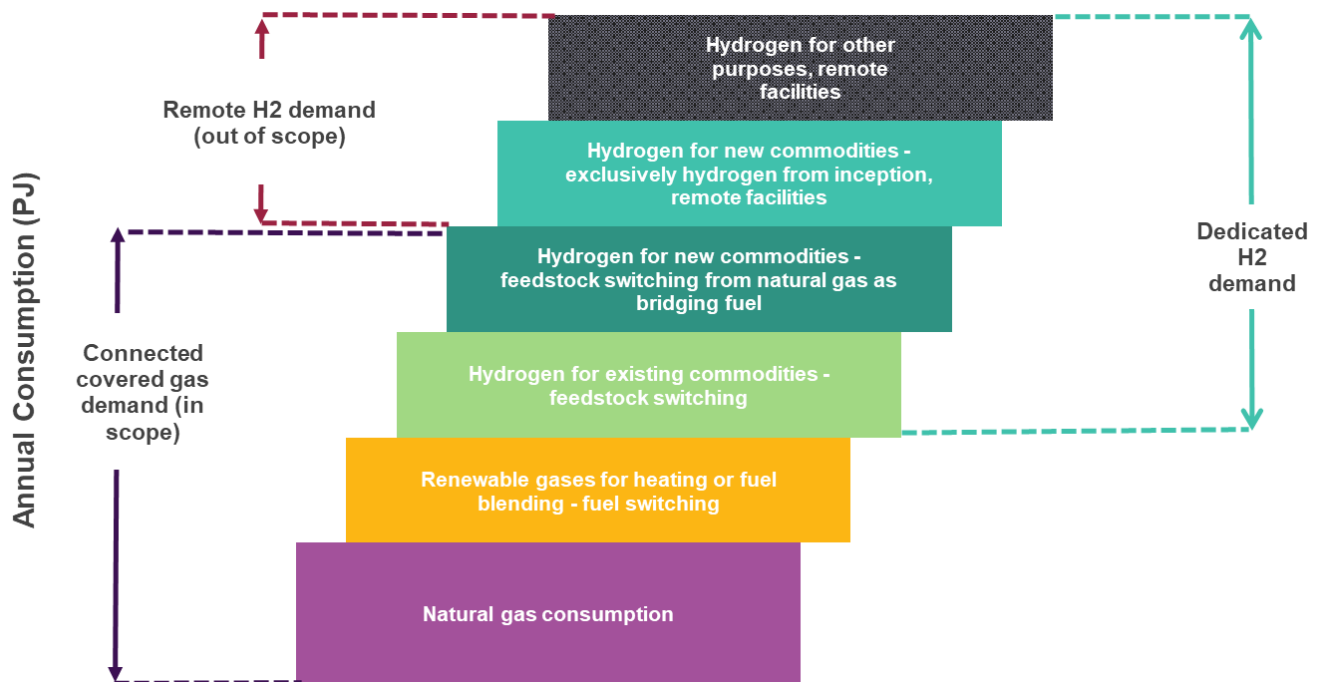 Annual Consumption (PJ)
Remote H2 demand
(out of scope)
Connected
covered gas
demand (in
scope)
Hydrogen for other
purposes, remote
facilities
Hydrogen for new commodities -
exclusively hydrogen from inception,
remote facilities
Hydrogen for new commodities -
feedstock switching from natural gas as
bridging fuel
Hydrogen for existing commodities -
feedstock switching
Renewable gases for heating or fuel
blending - fuel switching
Natural gas consumption
Dedicated
H2
demand